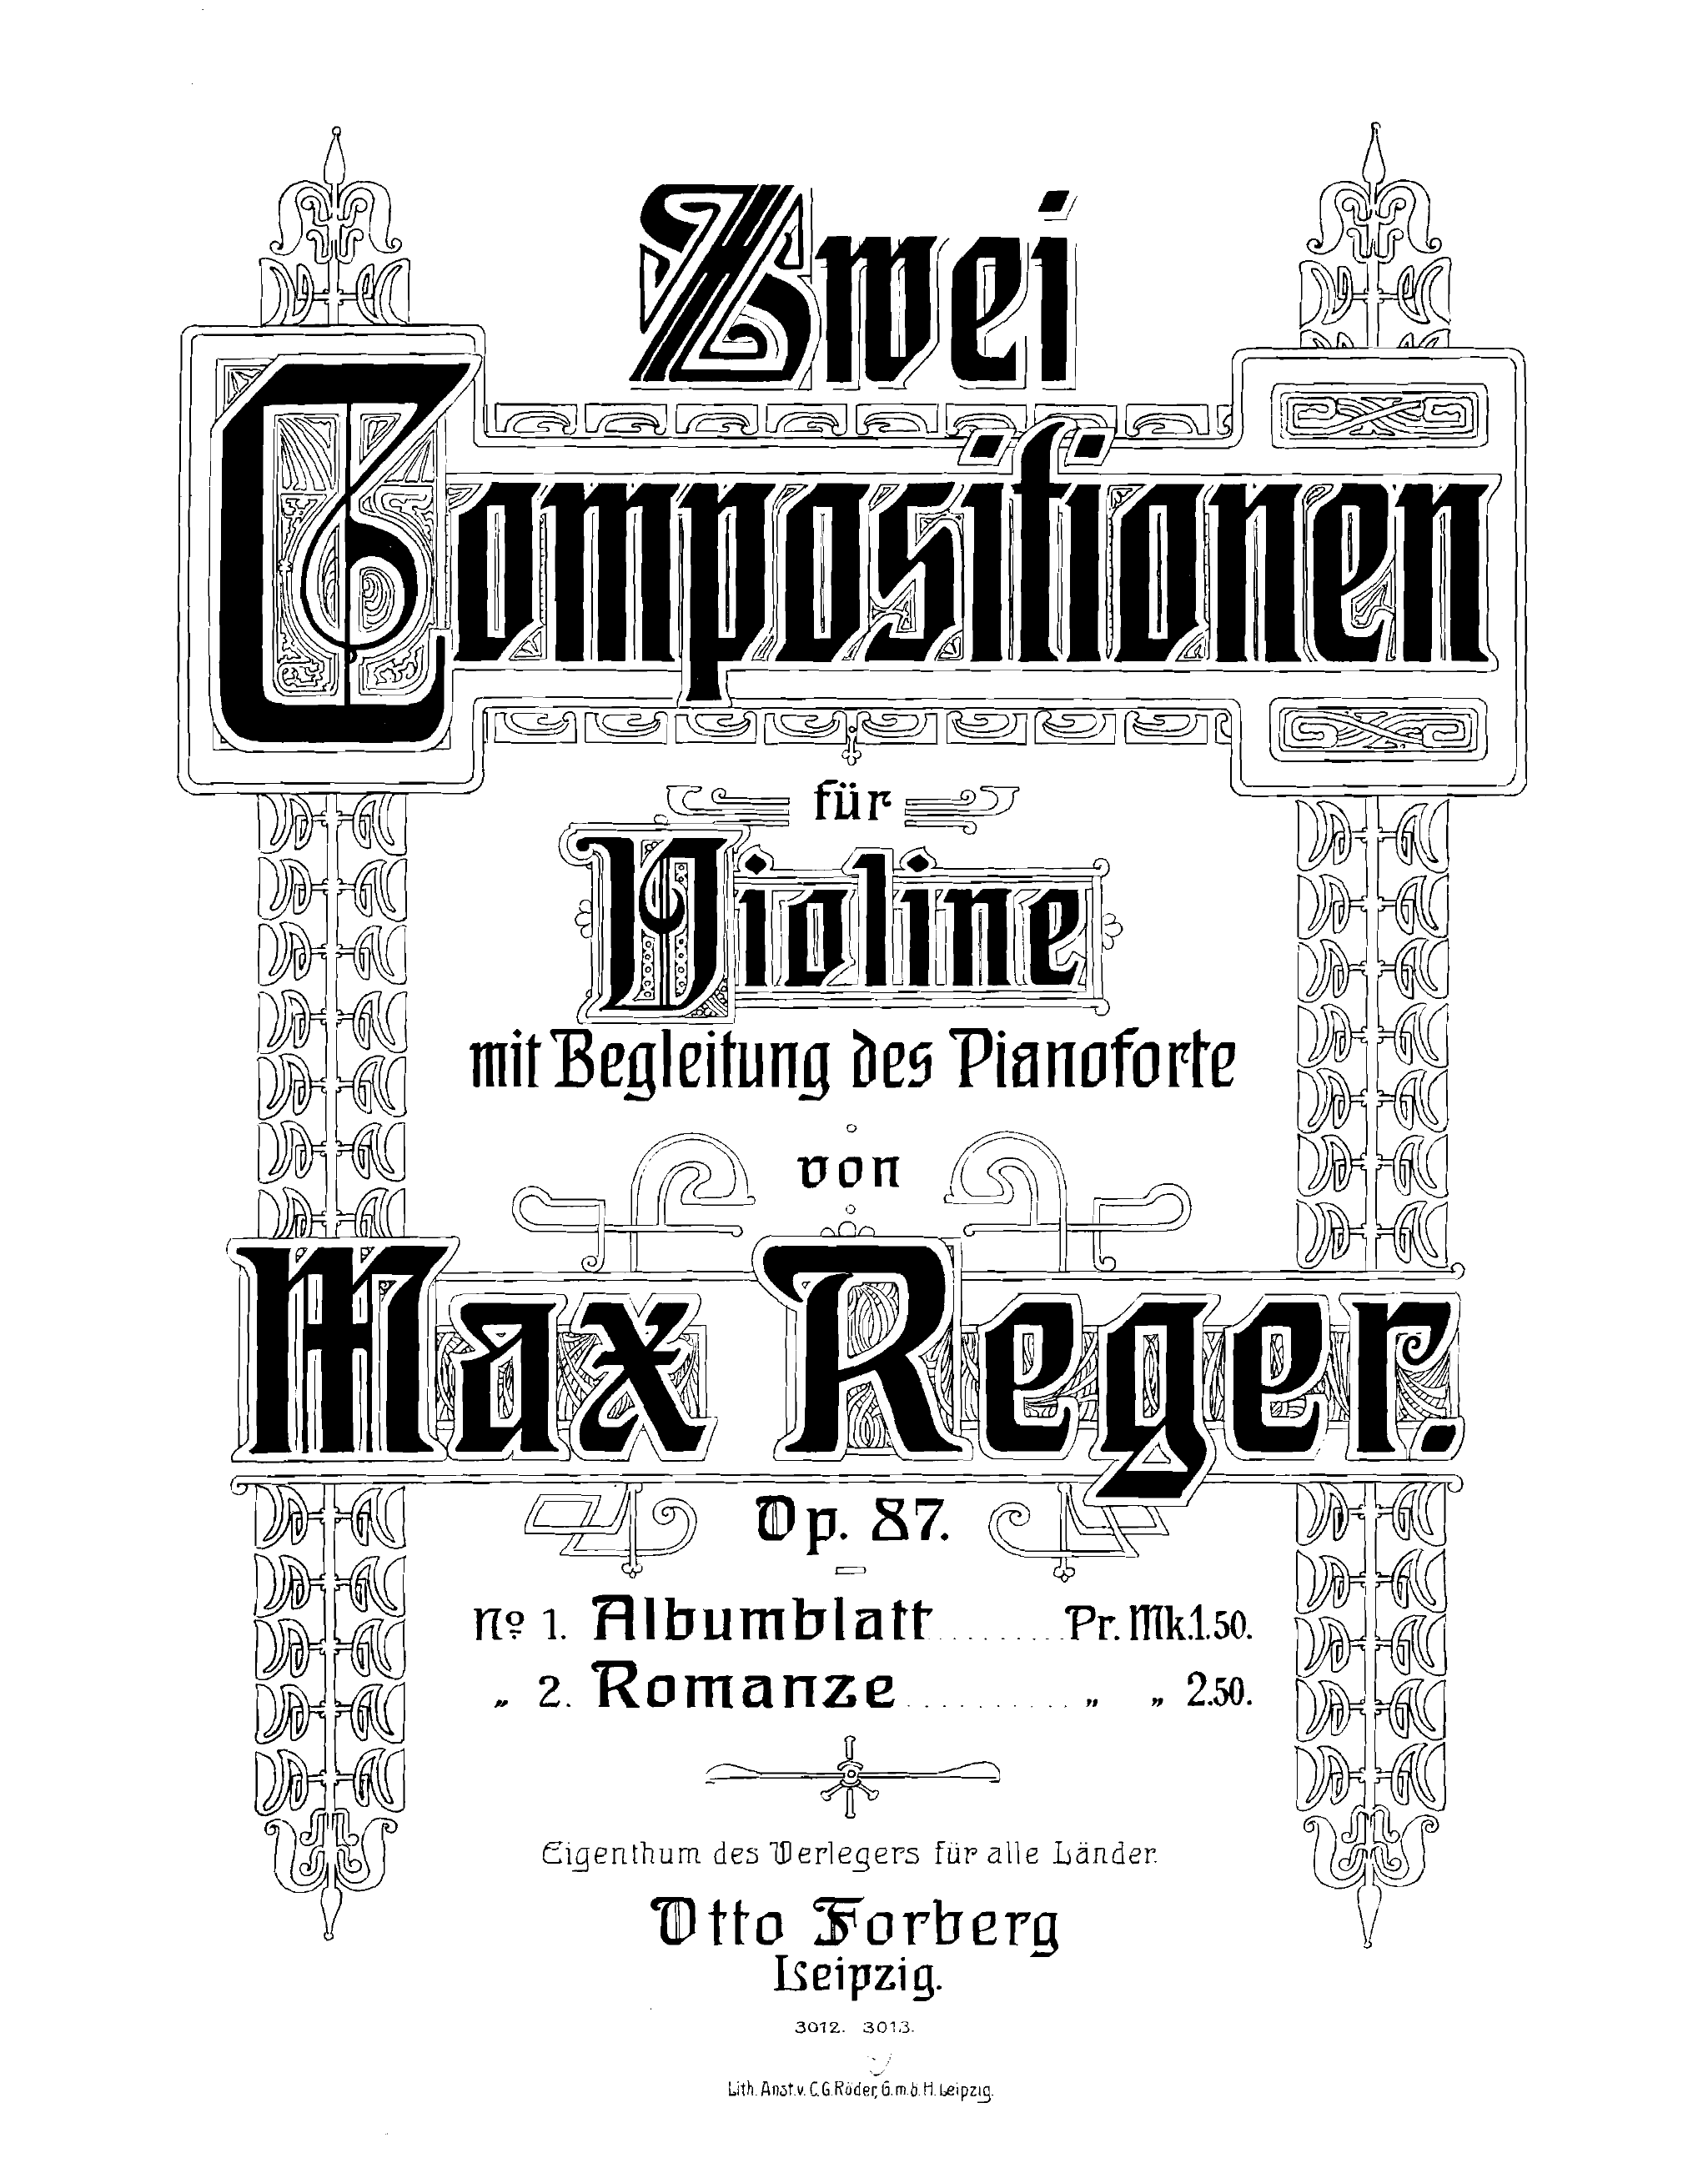 Zwei
Compositionen
für
Violine
mit Begleitung des Pianoforte
von
Max Reger.
Op. 87.
No 1. Albumblatt ......... Pr. Mk. 1.50.
„ 2. Romanze ........... „ „ 2.50.
Eigenthum des Verlegers für alle Länder.
Otto Forberg
Leipzig.
3012. 3013.
Lith. Anst. v. C. G. Röder, G. m. b. H. Leipzig.